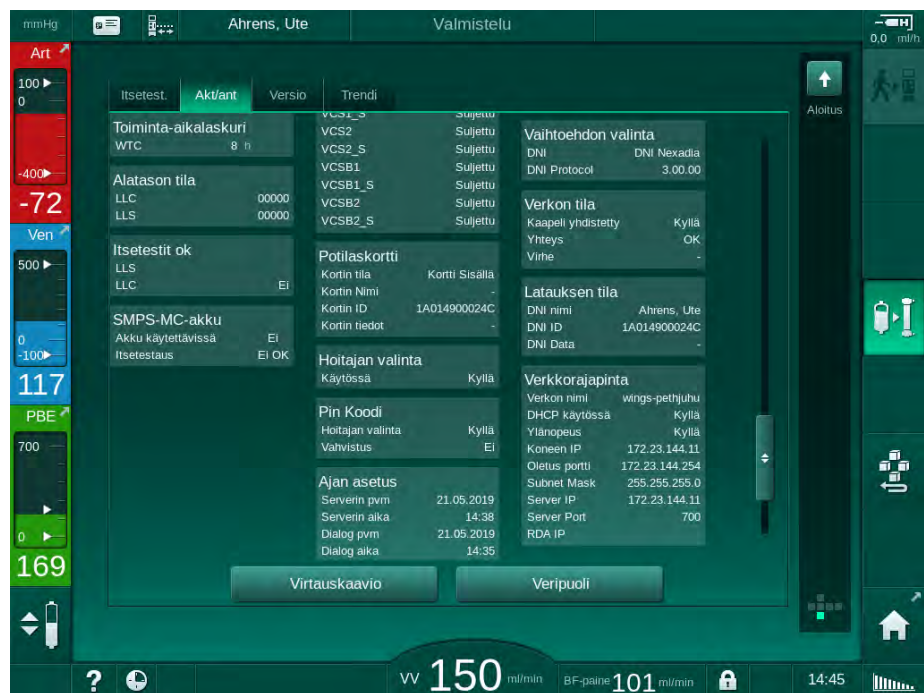 mmHg
Ahrens, Ute
Valmistelu
0,0 ml/h
Art
100
0
-400
-72
Ven
500
0
-100
117
PBE
700
0
169
Itsetest.
Akt/ant
Versio
Trendi
Aloitus
Toiminta-aikalaskuri
WTC 8 h
Alatason tila
LLC 00000
LLS 00000
Itsetestit ok
LLS
LLC Ei
SMPS-MC-akku
Akku käytettävissä Ei
Itsetestaus Ei OK
VCS1_S Suljettu
VCS2 Suljettu
VCS2_S Suljettu
VCSB1 Suljettu
VCSB1_S Suljettu
VCSB2 Suljettu
VCSB2_S Suljettu
Potilaskortti
Kortin tila Kortti Sisällä
Kortin Nimi -
Kortin ID 1A014900024C
Kortin tiedot -
Hoitajan valinta
Käytössä Kyllä
Pin Koodi
Hoitajan valinta Kyllä
Vahvistus Ei
Ajan asetus
Serverin pvm 21.05.2019
Serverin aika 14:38
Dialog pvm 21.05.2019
Dialog aika 14:35
Vaihtoehdon valinta
DNI DNI Nexadia
DNI Protocol 3.00.00
Verkon tila
Kaapeli yhdistetty Kyllä
Yhteys OK
Virhe -
Latauksen tila
DNI nimi Ahrens, Ute
DNI ID 1A014900024C
DNI Data -
Verkkorajapinta
Verkon nimi wings-pethjuhu
DHCP käytössä Kyllä
Ylänopeus Kyllä
Koneen IP 172.23.144.11
Oletus portti 172.23.144.254
Subnet Mask 255.255.255.0
Server IP 172.23.144.11
Server Port 700
RDA IP
Virtauskaavio
Veripuoli
?
VV 150 ml/min
BF-paine 101 ml/min
14:45